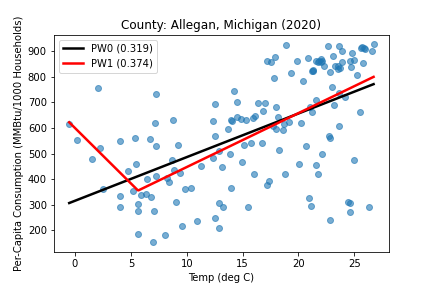 County: Allegan, Michigan (2020)
Per-Capita Consumption (MMBtu/1000 Households)
900
800
700
600
500
400
300
200
PW0 (0.319)
PW1 (0.374)
0 5 10 15 20 25
Temp (deg C)